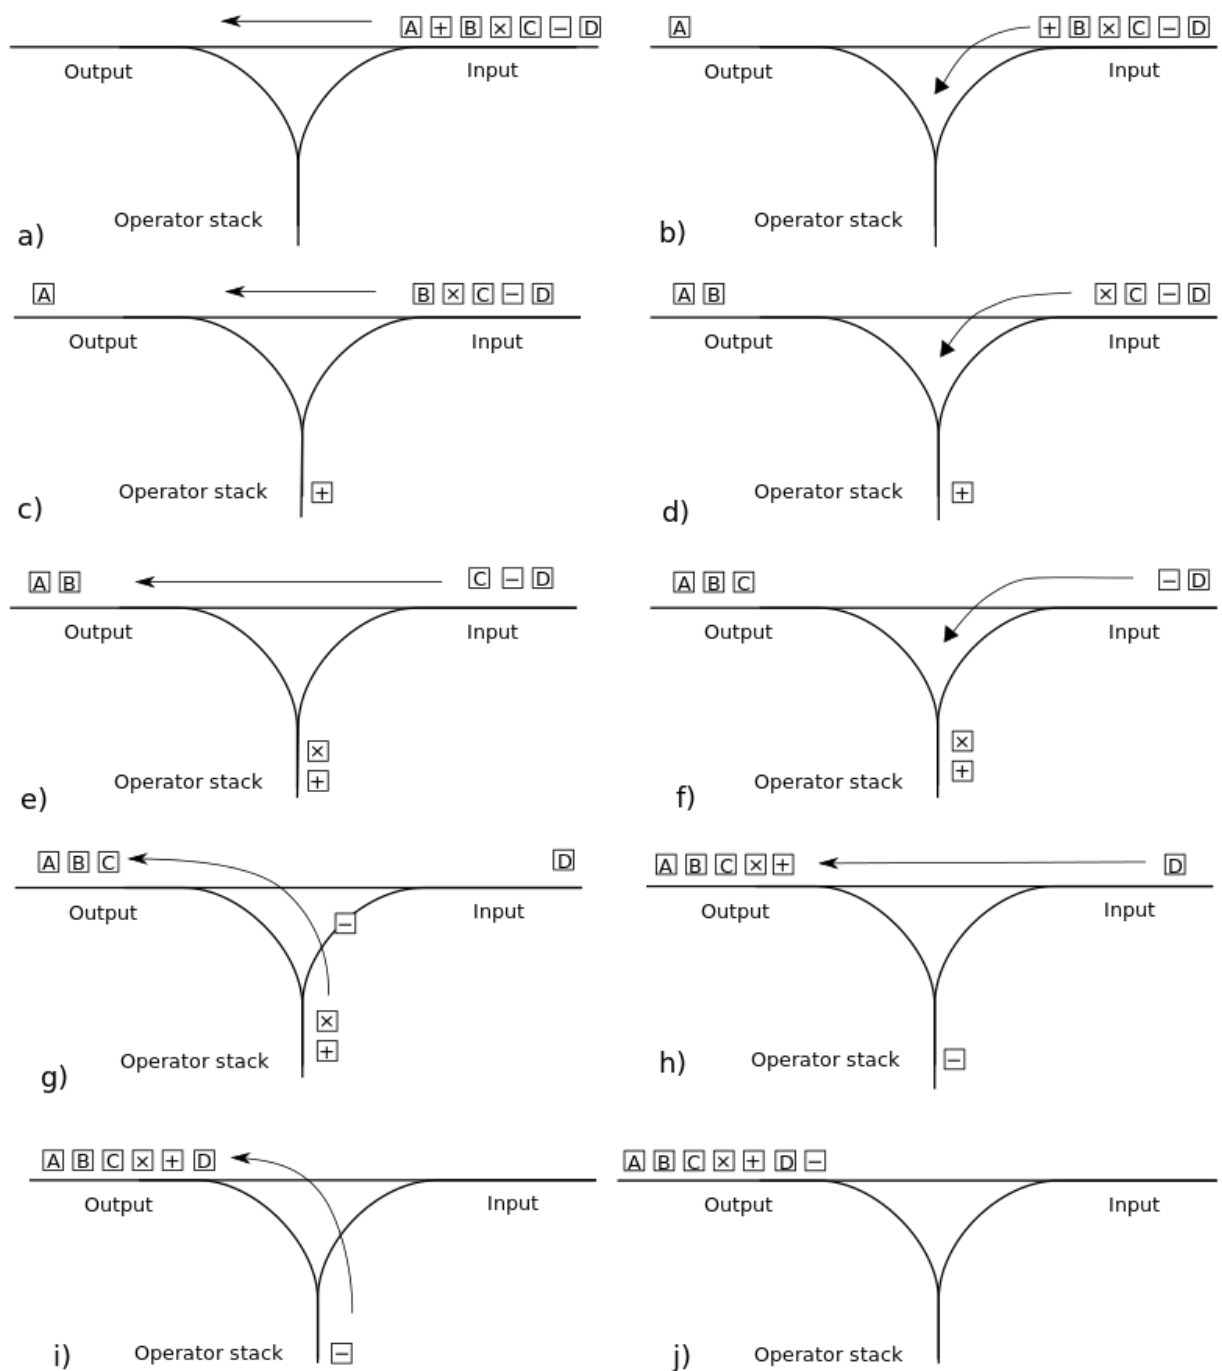 A + B × C − D
Output Input
Operator stack
a)
A + B × C − D
Output Input
Operator stack
b)
A B × C − D
Output Input
Operator stack +
c)
A B × C − D
Output Input
Operator stack +
d)
A B C − D
Output Input
×
Operator stack +
e)
A B C − D
Output Input
×
Operator stack +
f)
A B C D
Output Input
−
×
Operator stack +
g)
A B C × + D
Output Input
Operator stack −
h)
A B C × + D
Output Input
Operator stack −
i)
A B C × + D −
Output Input
Operator stack
j)